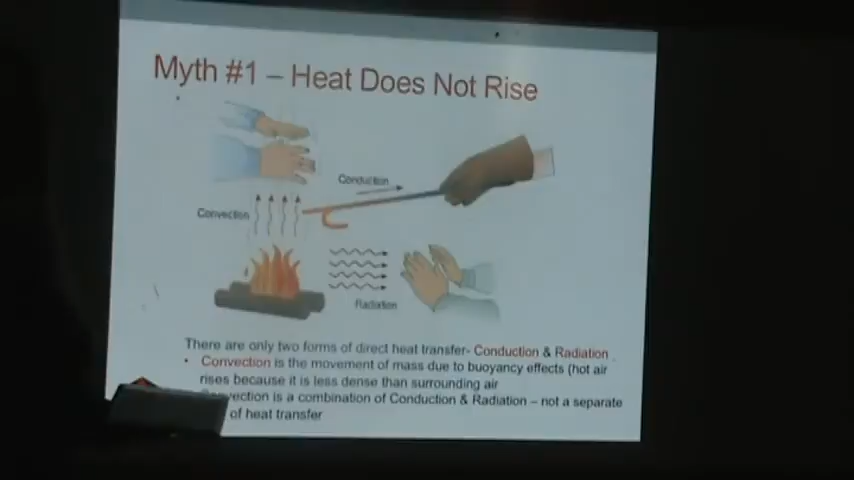 Myth #1 – Heat Does Not Rise
Conduction
Convection
Radiation
There are only two forms of direct heat transfer- Conduction & Radiation
• Convection is the movement of mass due to buoyancy effects (hot air
rises because it is less dense than surrounding air
Convection is a combination of Conduction & Radiation – not a separate
of heat transfer